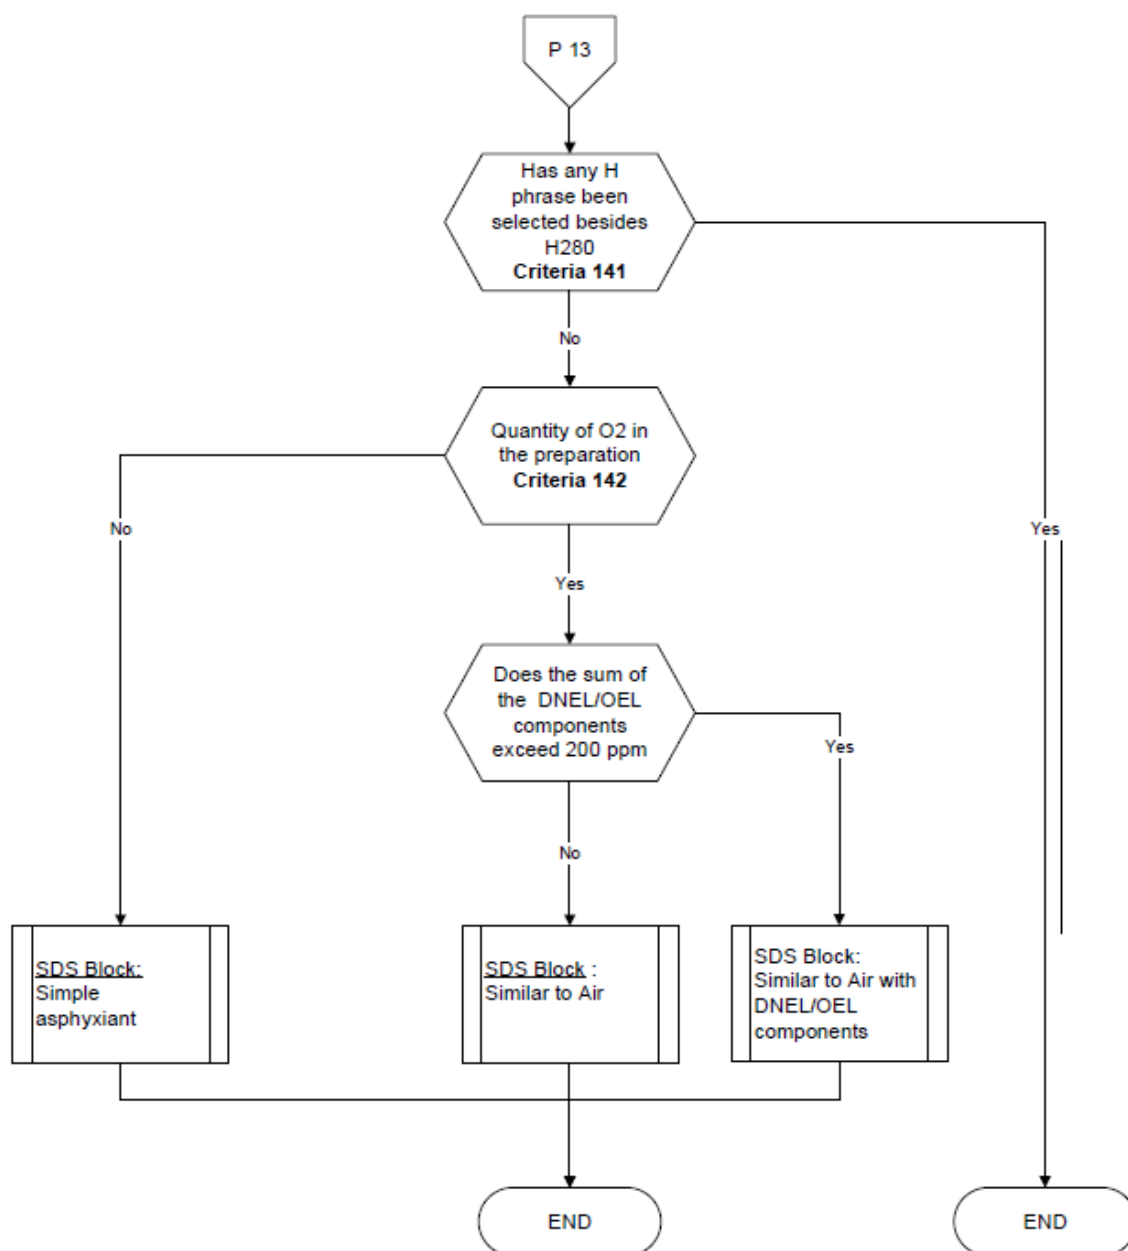 P 13
Has any H
phrase been
selected besides
H280
Criteria 141
No
Quantity of O2 in
the preparation
Criteria 142
No
Yes
Yes
Does the sum of
the DNEL/OEL
components
exceed 200 ppm
Yes
No
SDS Block:
Simple
asphyxiant
SDS Block :
Similar to Air
SDS Block:
Similar to Air with
DNEL/OEL
components
END
END